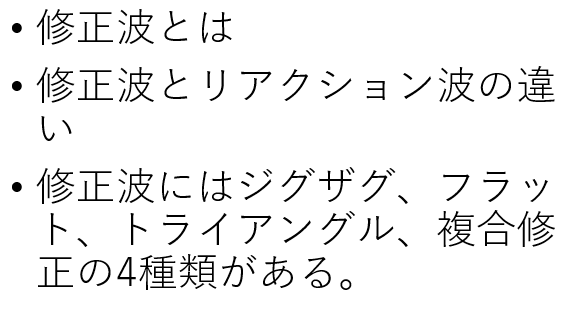 • 修正波とは
• 修正波とリアクション波の違
い
• 修正波にはジグザグ、フラッ
ト、トライアングル、複合修
正の4種類がある。